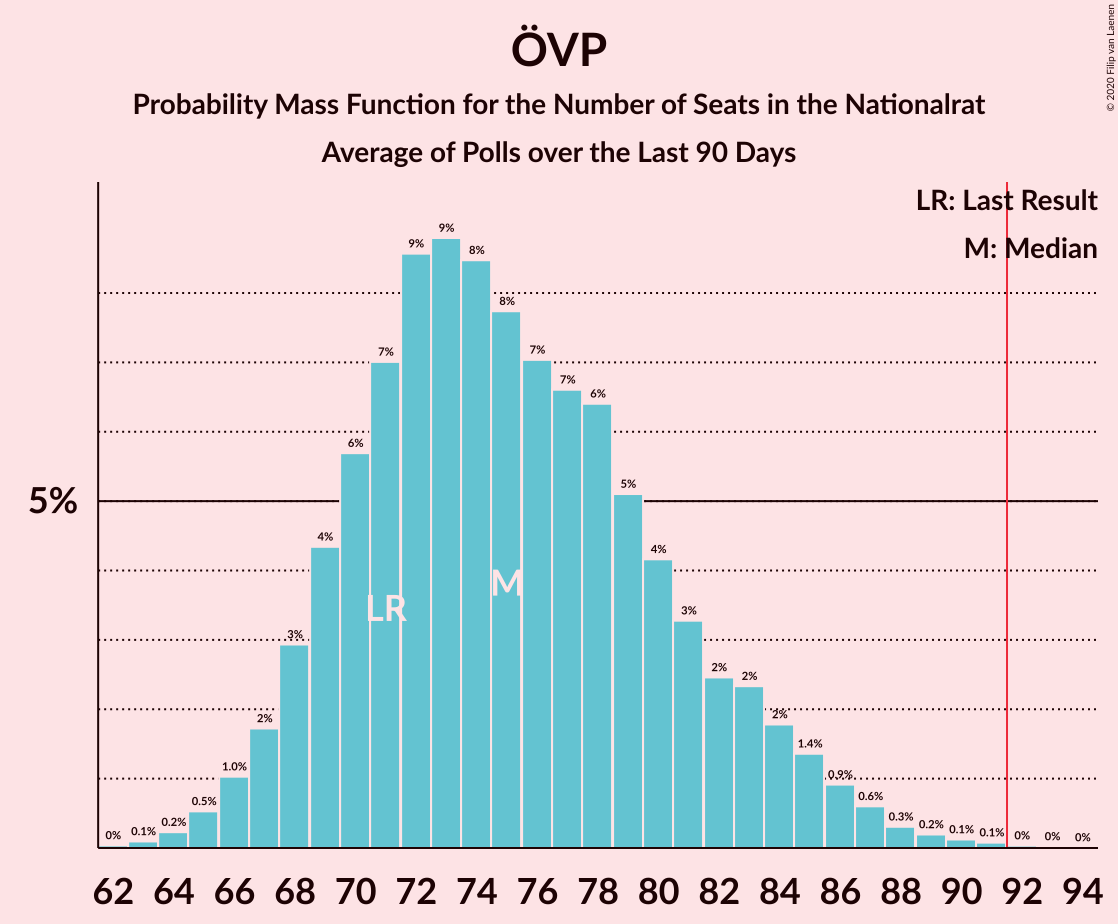 ÖVP
Probability Mass Function for the Number of Seats in the Nationalrat
Average of Polls over the Last 90 Days
© 2020 Filip van Laenen
LR: Last Result
M: Median
5%
0% 0.1% 0.2% 0.5% 1.0% 2% 3% 4% 6% 7% 9% 9% 8% 8% 7% 7% 6% 5% 4% 3% 2% 2% 2% 1.4% 0.9% 0.6% 0.3% 0.2% 0.1% 0.1% 0% 0% 0%
LR M
62 64 66 68 70 72 74 76 78 80 82 84 86 88 90 92 94